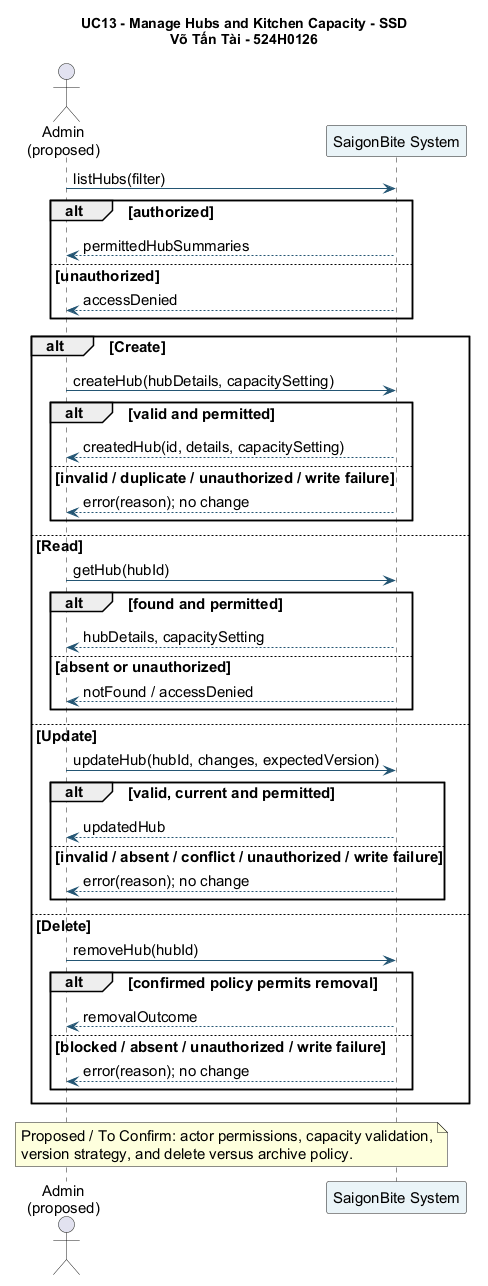 UC13 - Manage Hubs and Kitchen Capacity - SSD
Võ Tấn Tài - 524H0126
Admin
(proposed)
SaigonBite System
listHubs(filter)
alt [authorized]
permittedHubSummaries
[unauthorized]
accessDenied
alt [Create]
createHub(hubDetails, capacitySetting)
alt [valid and permitted]
createdHub(id, details, capacitySetting)
[invalid / duplicate / unauthorized / write failure]
error(reason); no change
[Read]
getHub(hubId)
alt [found and permitted]
hubDetails, capacitySetting
[absent or unauthorized]
notFound / accessDenied
[Update]
updateHub(hubId, changes, expectedVersion)
alt [valid, current and permitted]
updatedHub
[invalid / absent / conflict / unauthorized / write failure]
error(reason); no change
[Delete]
removeHub(hubId)
alt [confirmed policy permits removal]
removalOutcome
[blocked / absent / unauthorized / write failure]
error(reason); no change
Proposed / To Confirm: actor permissions, capacity validation,
version strategy, and delete versus archive policy.
Admin
(proposed)
SaigonBite System